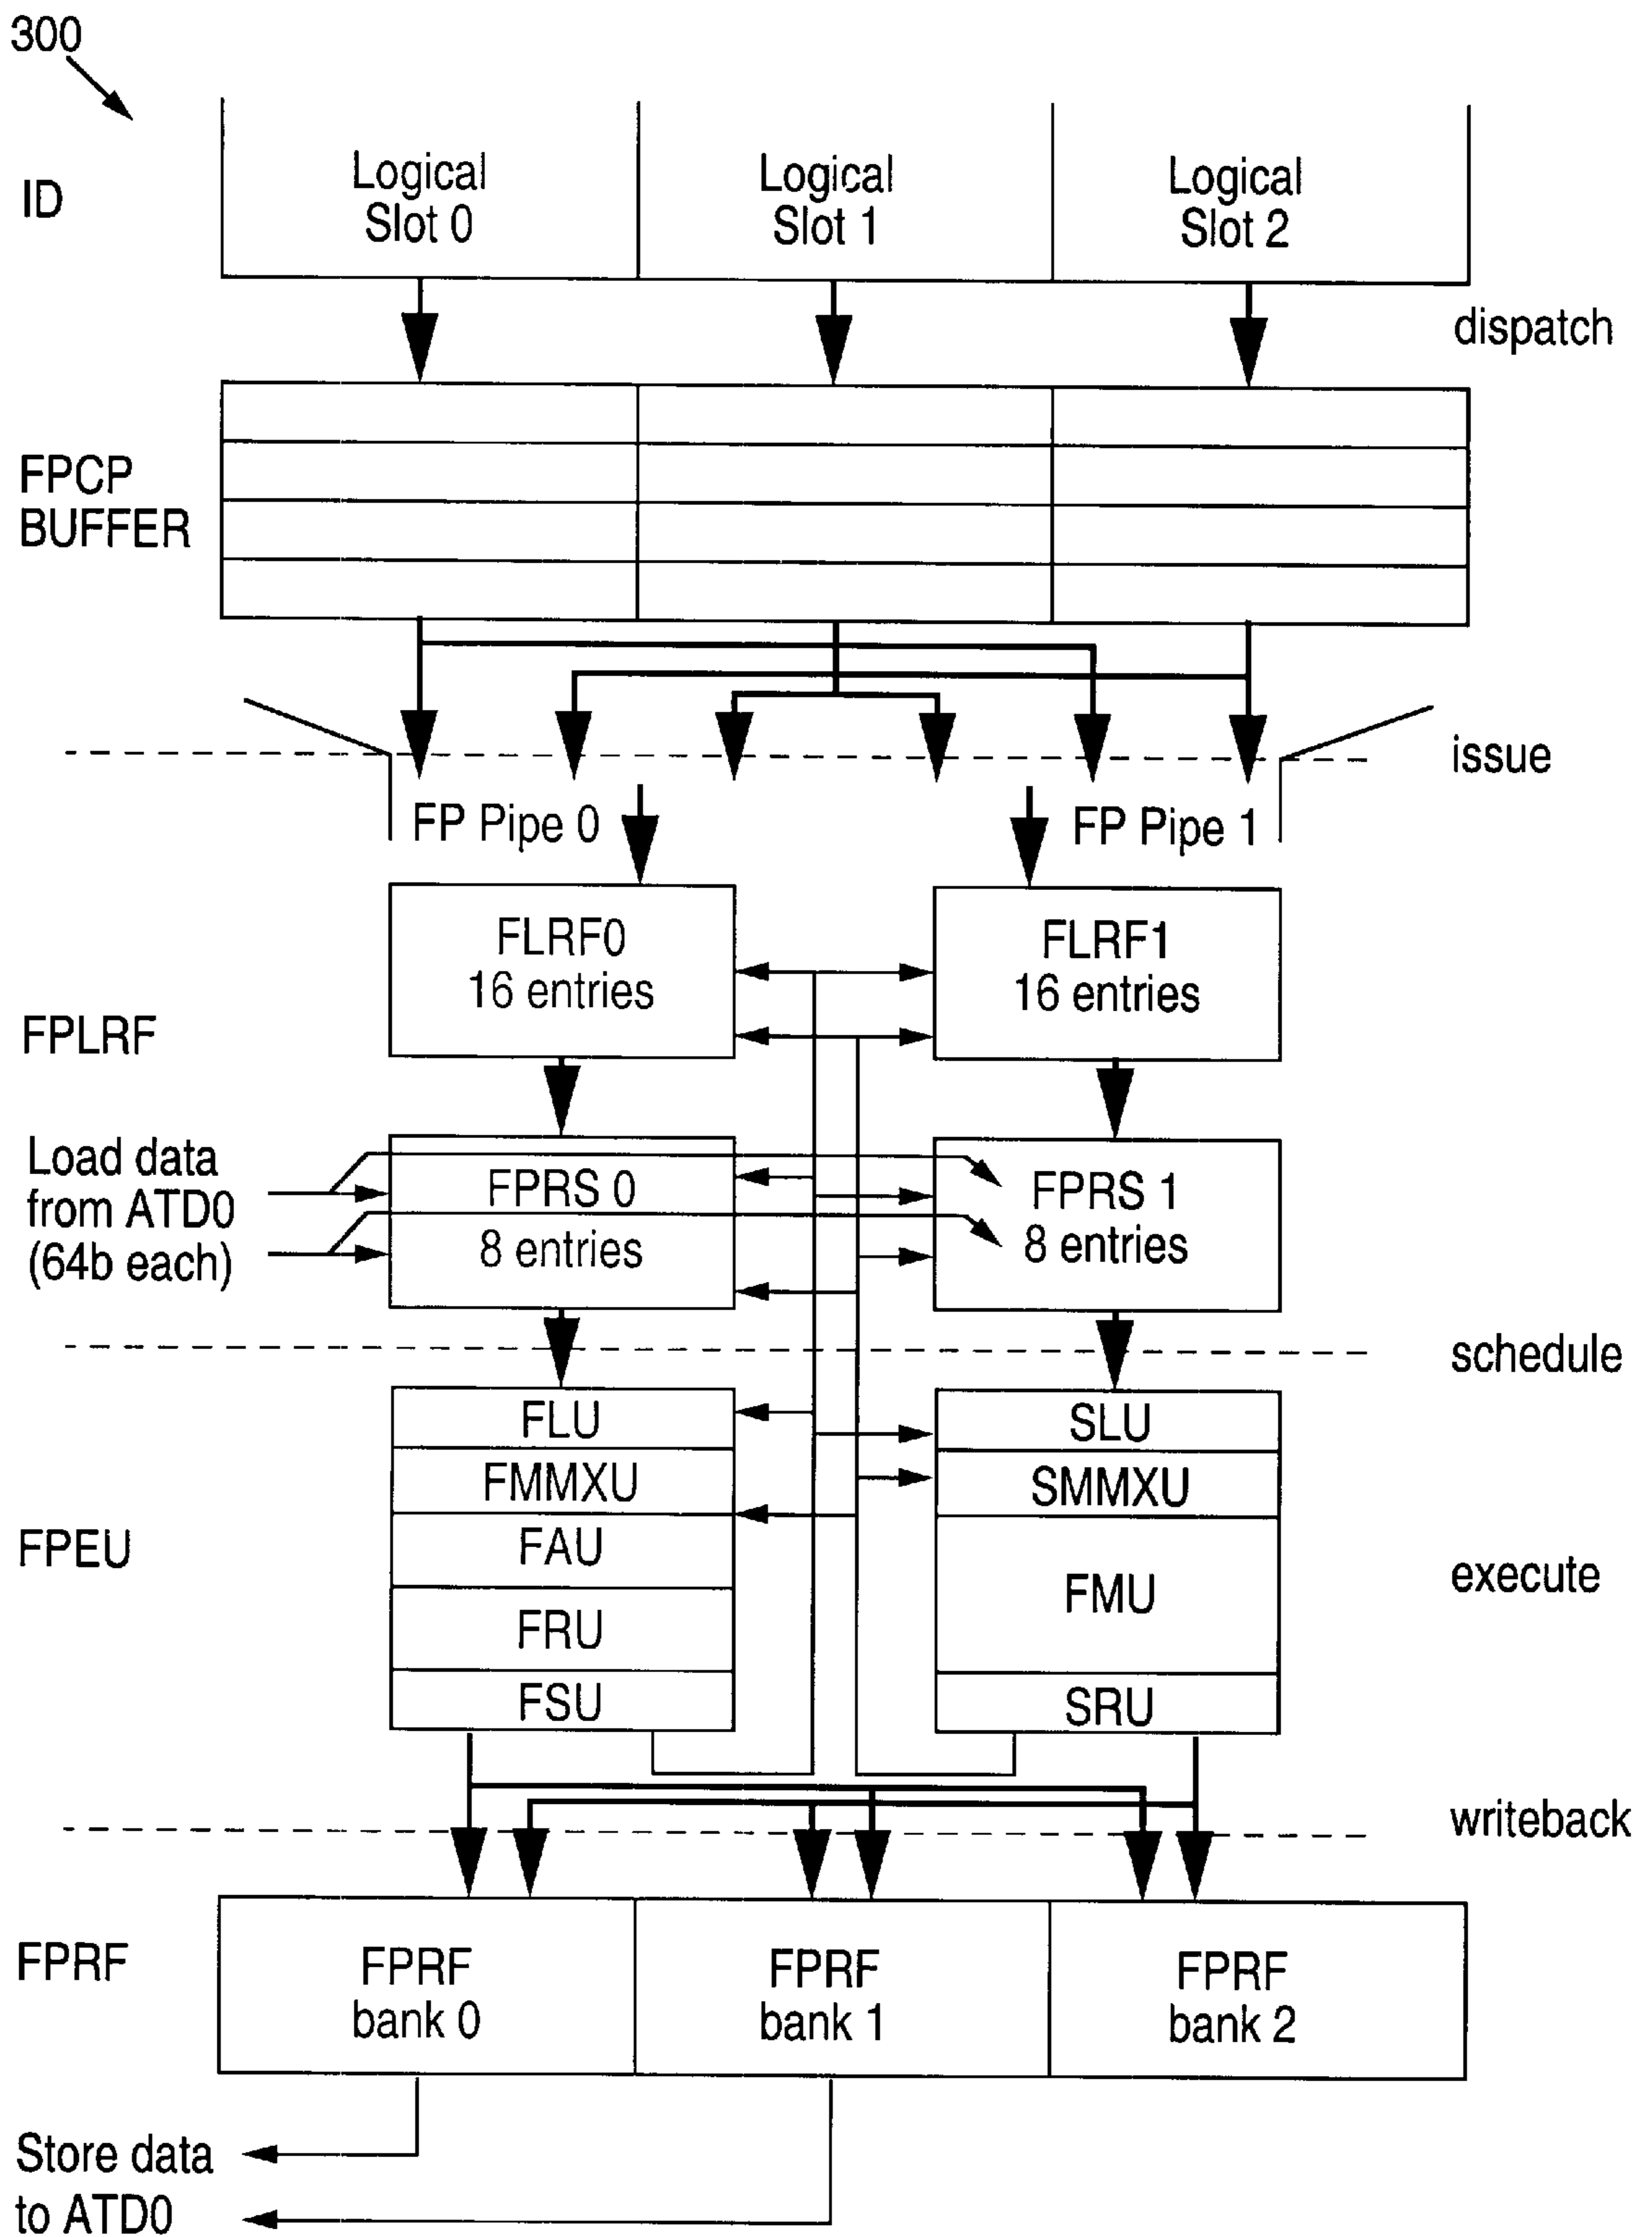 300
ID
Logical
Slot 0
Logical
Slot 1
Logical
Slot 2
dispatch
FPCP
BUFFER
issue
FP Pipe 0
FP Pipe 1
FLRF0
16 entries
FLRF1
16 entries
FPLRF
Load data
from ATD0
(64b each)
FPRS 0
8 entries
FPRS 1
8 entries
schedule
FPEU
FLU
FMMXU
FAU
FRU
FSU
SLU
SMMXU
FMU
SRU
execute
writeback
FPRF
FPRF
bank 0
FPRF
bank 1
FPRF
bank 2
Store data
to ATD0